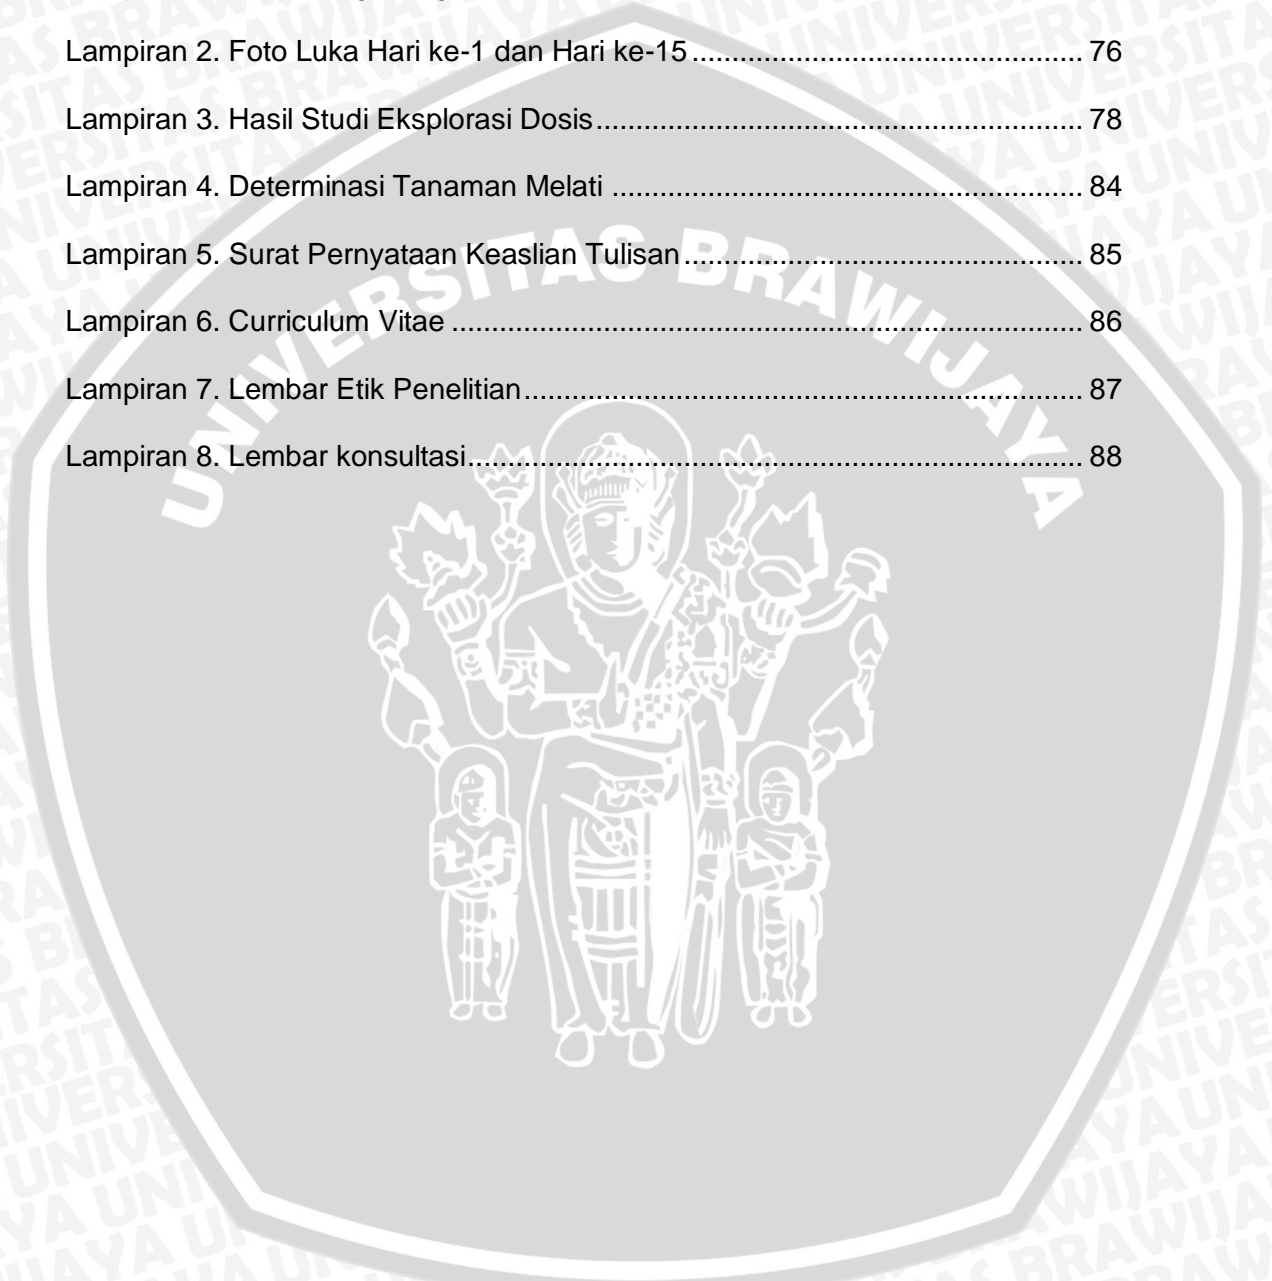 Lampiran 2. Foto Luka Hari ke-1 dan Hari ke-15 ................................................. 76
Lampiran 3. Hasil Studi Eksplorasi Dosis ............................................................. 78
Lampiran 4. Determinasi Tanaman Melati ........................................................... 84
Lampiran 5. Surat Pernyataan Keaslian Tulisan .................................................. 85
Lampiran 6. Curriculum Vitae ............................................................................... 86
Lampiran 7. Lembar Etik Penelitian ...................................................................... 87
Lampiran 8. Lembar konsultasi ............................................................................. 88
UNIVERSITAS BRAWIJAYA